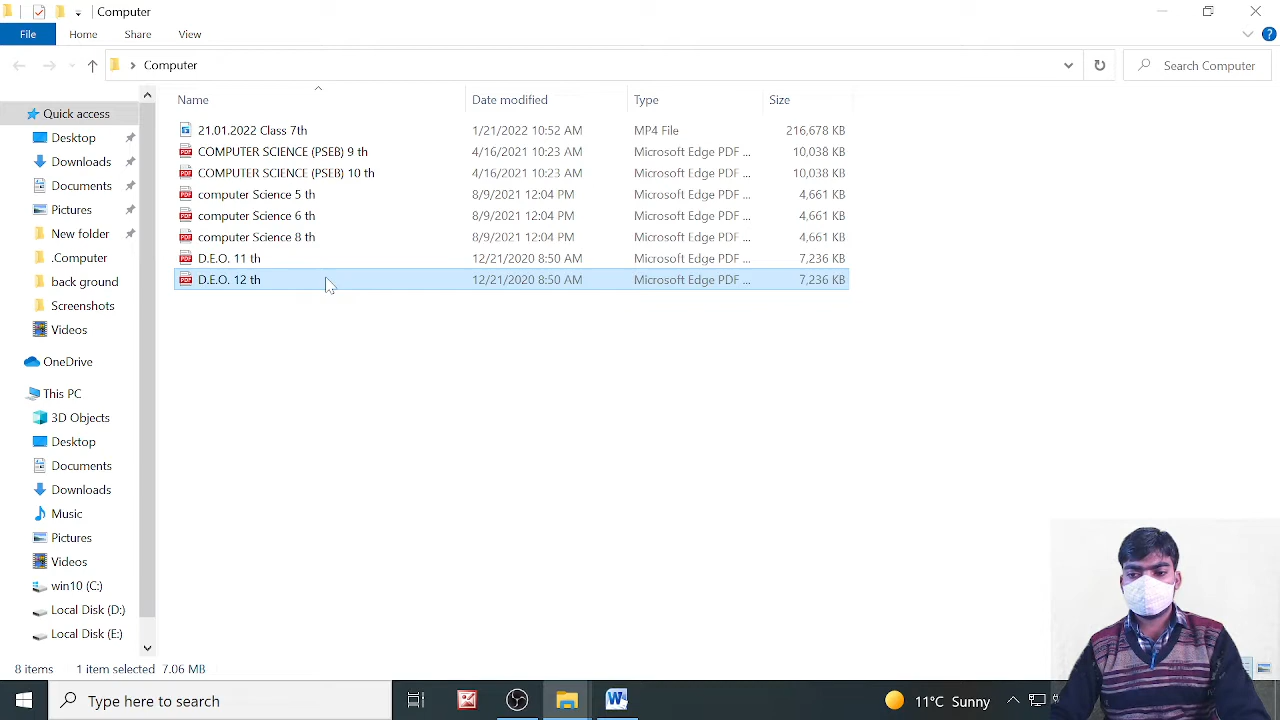 Computer
File Home Share View
Computer
Search Computer
Name Date modified Type Size
Quick access
Desktop
Downloads
Documents
Pictures
New folder
.Computer
back ground
Screenshots
Videos
OneDrive
This PC
3D Objects
Desktop
Documents
Downloads
Music
Pictures
Videos
win10 (C:)
Local Disk (D:)
Local Disk (E:)
21.01.2022 Class 7th 1/21/2022 10:52 AM MP4 File 216,678 KB
COMPUTER SCIENCE (PSEB) 9 th 4/16/2021 10:23 AM Microsoft Edge PDF ... 10,038 KB
COMPUTER SCIENCE (PSEB) 10 th 4/16/2021 10:23 AM Microsoft Edge PDF ... 10,038 KB
computer Science 5 th 8/9/2021 12:04 PM Microsoft Edge PDF ... 4,661 KB
computer Science 6 th 8/9/2021 12:04 PM Microsoft Edge PDF ... 4,661 KB
computer Science 8 th 8/9/2021 12:04 PM Microsoft Edge PDF ... 4,661 KB
D.E.O. 11 th 12/21/2020 8:50 AM Microsoft Edge PDF ... 7,236 KB
D.E.O. 12 th 12/21/2020 8:50 AM Microsoft Edge PDF ... 7,236 KB
8 items 1 item selected 7.06 MB
Type here to search
11°C Sunny